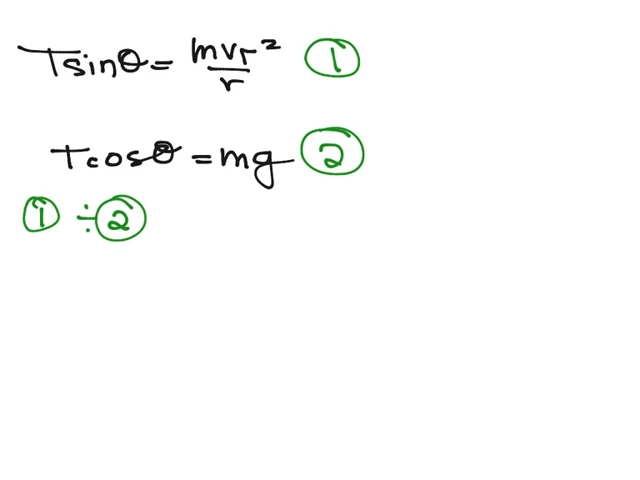 Tsinθ = mvr²/r ①
Tcosθ = mg ②
① ÷ ②